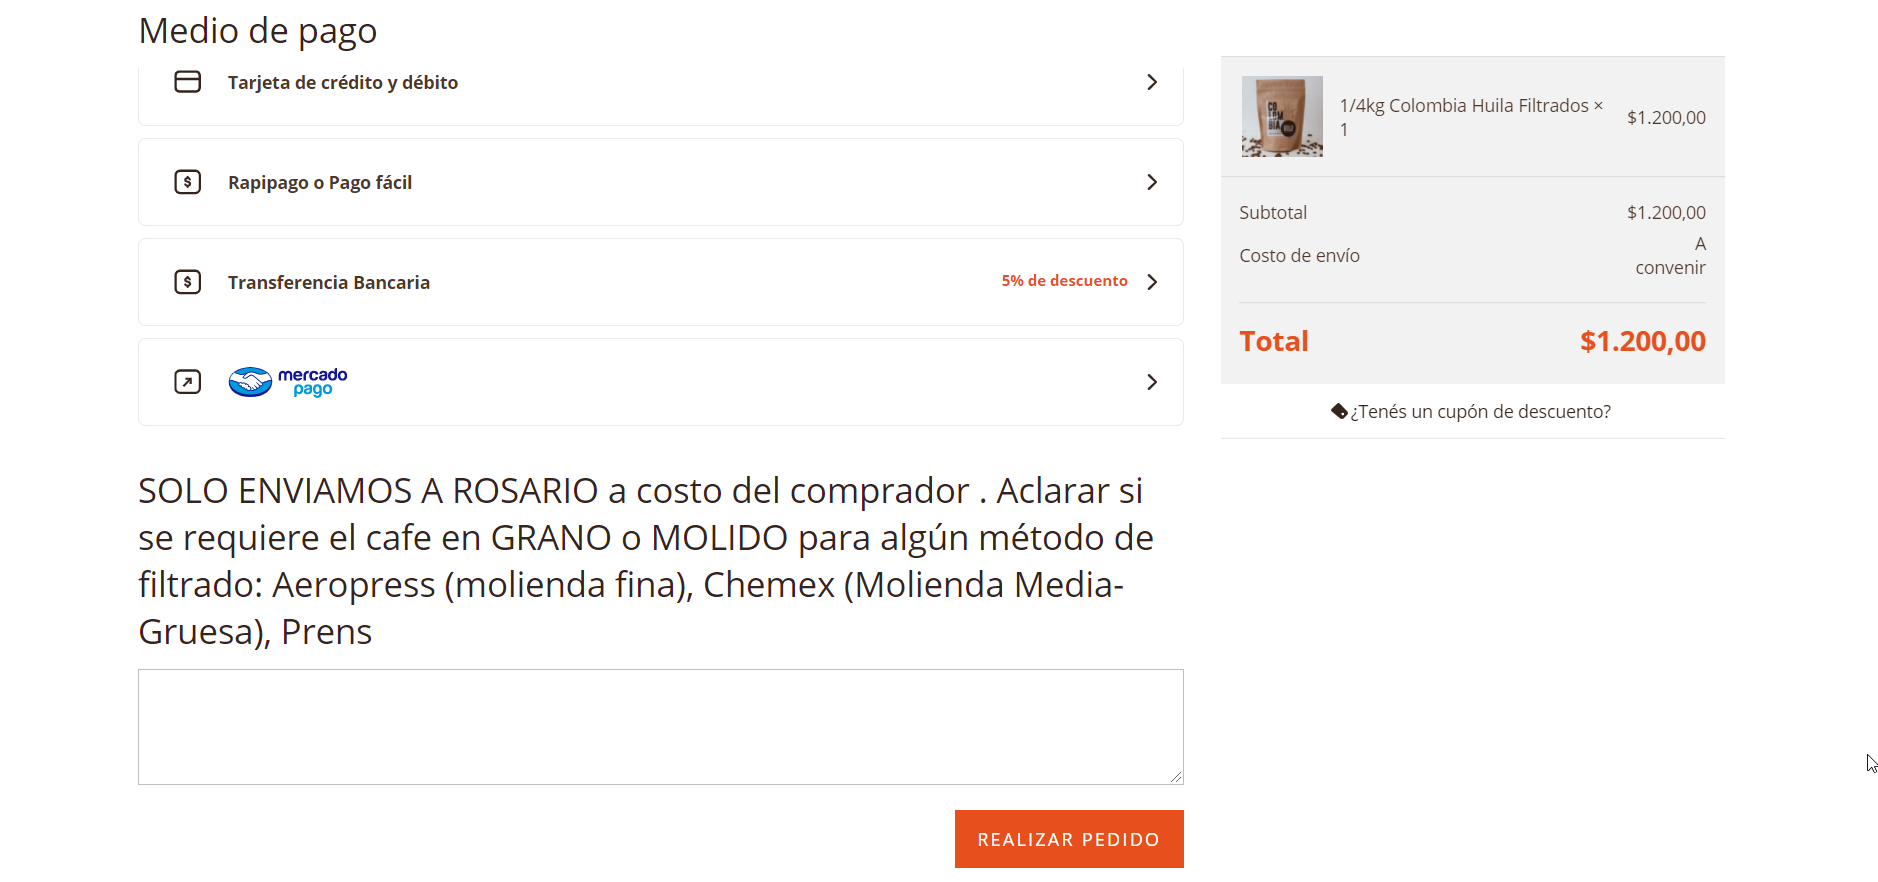 Medio de pago
Tarjeta de crédito y débito
Rapipago o Pago fácil
Transferencia Bancaria
5% de descuento
mercado
pago
SOLO ENVIAMOS A ROSARIO a costo del comprador . Aclarar si
se requiere el cafe en GRANO o MOLIDO para algún método de
filtrado: Aeropress (molienda fina), Chemex (Molienda Media-
Gruesa), Prens
REALIZAR PEDIDO
CO
LOM
BIA
1/4kg Colombia Huila Filtrados ×
1
$1.200,00
Subtotal
$1.200,00
Costo de envío
A
convenir
Total
$1.200,00
¿Tenés un cupón de descuento?